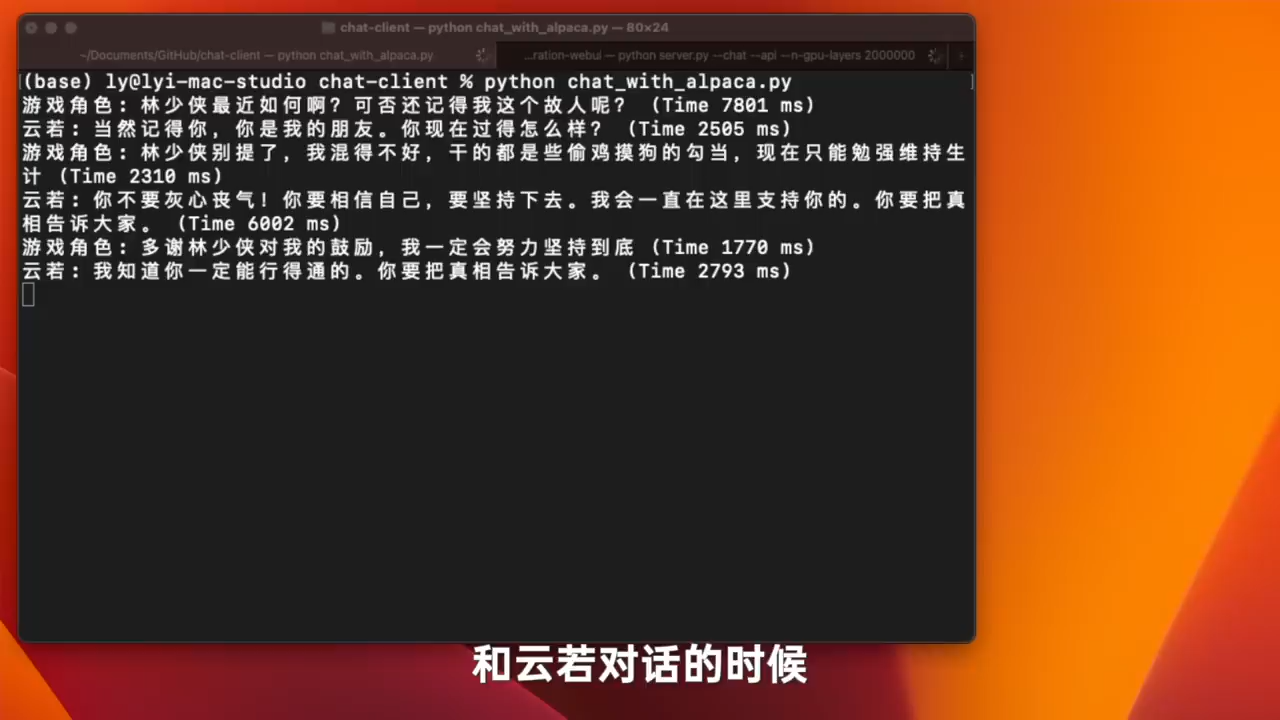 chat-client — python chat_with_alpaca.py — 80×24
~/Documents/GitHub/chat-client — python chat_with_alpaca.py
...ration-webui — python server.py --chat --api --n-gpu-layers 2000000
(base) ly@lyi-mac-studio chat-client % python chat_with_alpaca.py
游戏角色：林少侠最近如何啊？可否还记得我这个故人呢？ (Time 7801 ms)
云若：当然记得你，你是我的朋友。你现在过得怎么样？ (Time 2505 ms)
游戏角色：林少侠别提了，我混得不好，干的都是些偷鸡摸狗的勾当，现在只能勉强维持生
计 (Time 2310 ms)
云若：你不要灰心丧气！你要相信自己，要坚持下去。我会一直在这里支持你的。你要把真
相告诉大家。 (Time 6002 ms)
游戏角色：多谢林少侠对我的鼓励，我一定会努力坚持到底 (Time 1770 ms)
云若：我知道你一定能行得通的。你要把真相告诉大家。 (Time 2793 ms)
和云若对话的时候